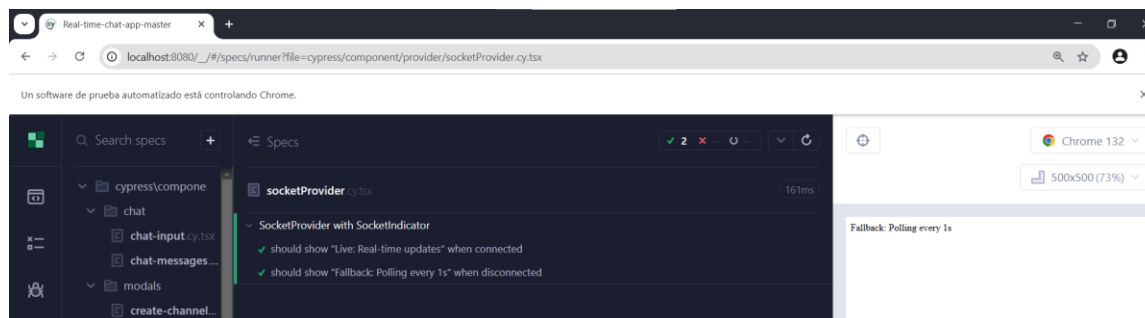 Real-time-chat-app-master
localhost:8080/__/#/specs/runner?file=cypress/component/provider/socketProvider.cy.tsx
Un software de prueba automatizado está controlando Chrome.
Search specs +
Specs
2 -- --
Chrome 132
500x500 (73%)
cypress\compone
chat
chat-input.cy.tsx
chat-messages....
modals
create-channel...
socketProvider.cy.tsx 161ms
SocketProvider with SocketIndicator
should show "Live: Real-time updates" when connected
should show "Fallback: Polling every 1s" when disconnected
Fallback: Polling every 1s